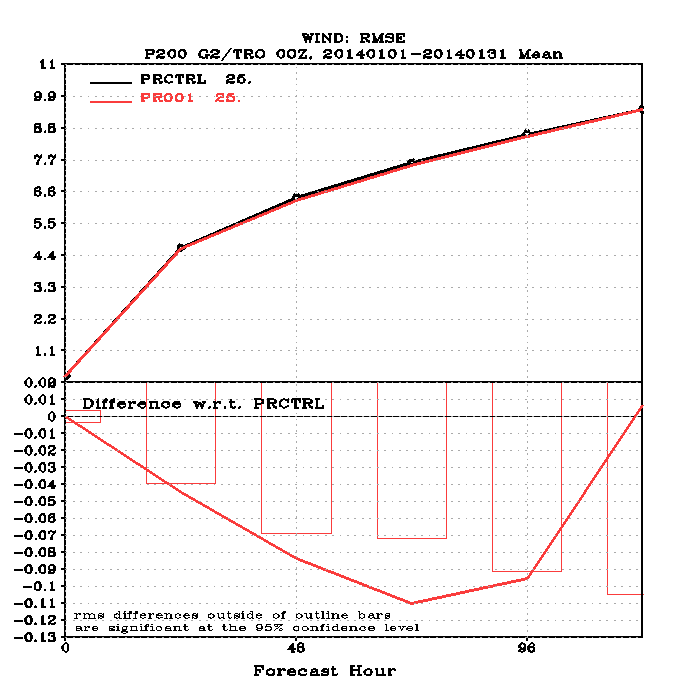 WIND: RMSE
P200 G2/TRO 00Z, 20140101-20140131 Mean
11
PRCTRL 25.
9.9
PR001 25.
8.8
7.7
6.6
5.5
4.4
3.3
2.2
1.1
0.02
0.01
Difference w.r.t. PRCTRL
0
-0.01
-0.02
-0.03
-0.04
-0.05
-0.06
-0.07
-0.08
-0.09
-0.1
-0.11
rms differences outside of outline bars
-0.12
are significant at the 95% confidence level
-0.13
0 48 96
Forecast Hour